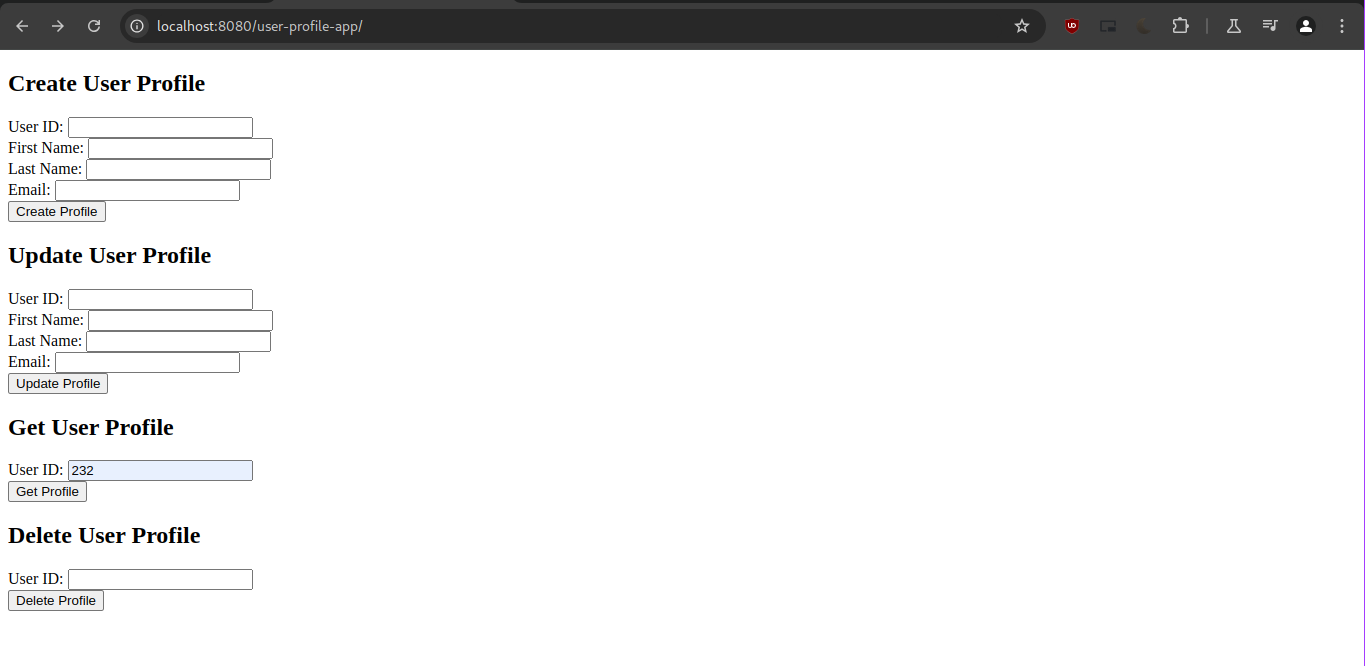 localhost:8080/user-profile-app/
Create User Profile
User ID:
First Name:
Last Name:
Email:
Create Profile
Update User Profile
User ID:
First Name:
Last Name:
Email:
Update Profile
Get User Profile
User ID: 232
Get Profile
Delete User Profile
User ID:
Delete Profile